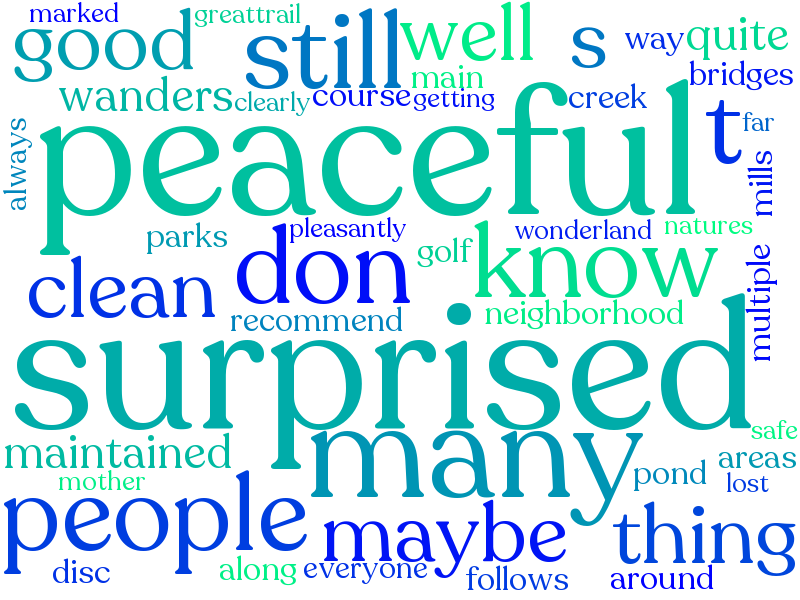 marked
greattrail
good
still
well
s
way
quite
main
bridges
wanders
clearly
course
getting
creek
peaceful
t
far
always
mills
parks
pleasantly
wonderland
natures
don
golf
know
clean
multiple
recommend
neighborhood
surprised
safe
maintained
many
areas
mother
pond
lost
people
maybe
thing
disc
along
everyone
follows
around